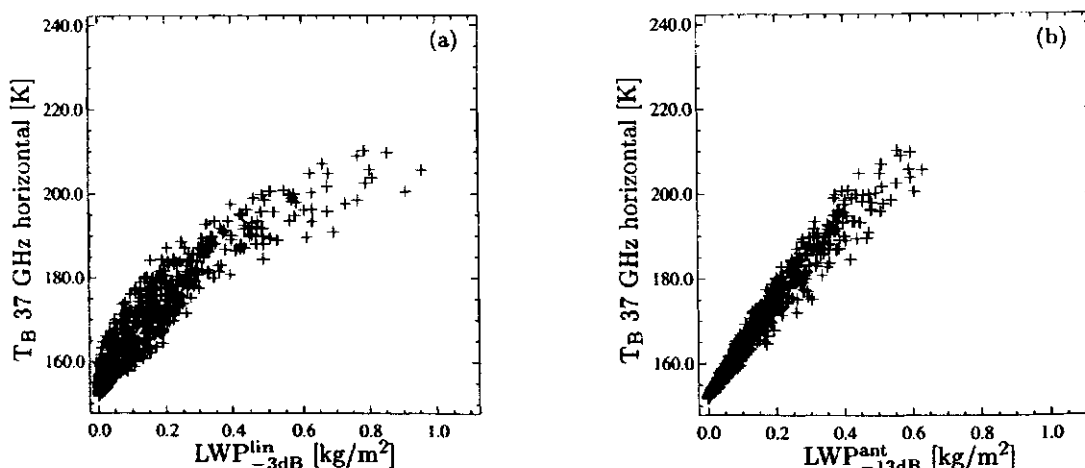 (a)
T_B 37 GHz horizontal [K]
240.0
220.0
200.0
180.0
160.0
0.0 0.2 0.4 0.6 0.8 1.0
LWP^lin_−3dB [kg/m²]
(b)
T_B 37 GHz horizontal [K]
240.0
220.0
200.0
180.0
160.0
0.0 0.2 0.4 0.6 0.8 1.0
LWP^ant_−13dB [kg/m²]